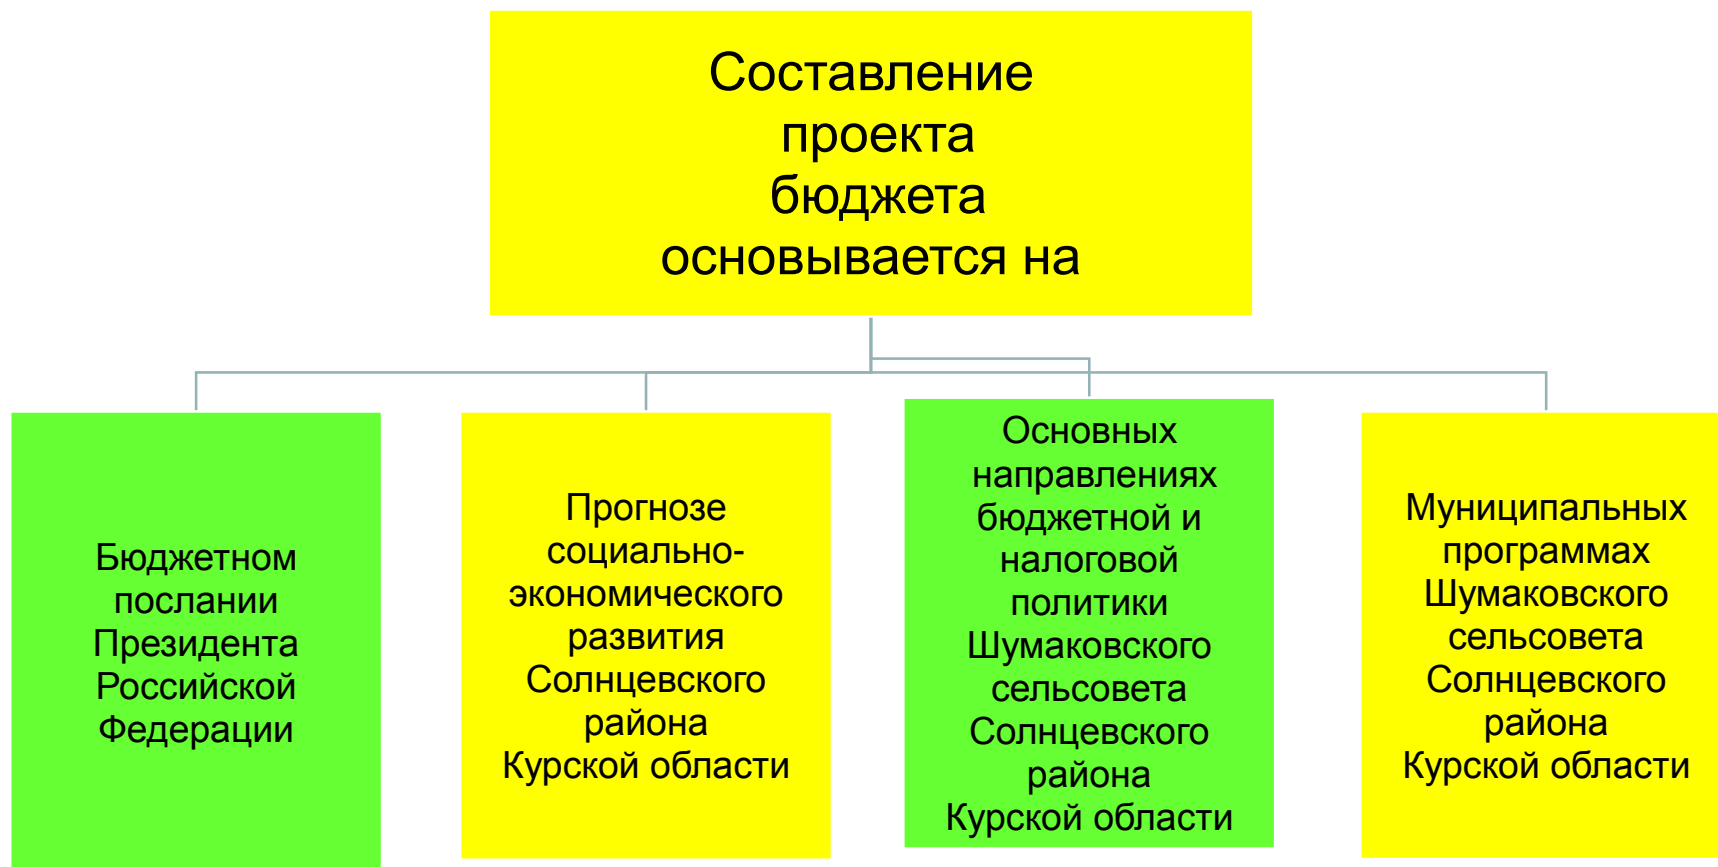 Составление
проекта
бюджета
основывается на
Бюджетном
послании
Президента
Российской
Федерации
Прогнозе
социально-
экономического
развития
Солнцевского
района
Курской области
Основных
направлениях
бюджетной и
налоговой
политики
Шумаковского
сельсовета
Солнцевского
района
Курской области
Муниципальных
программах
Шумаковского
сельсовета
Солнцевского
района
Курской области